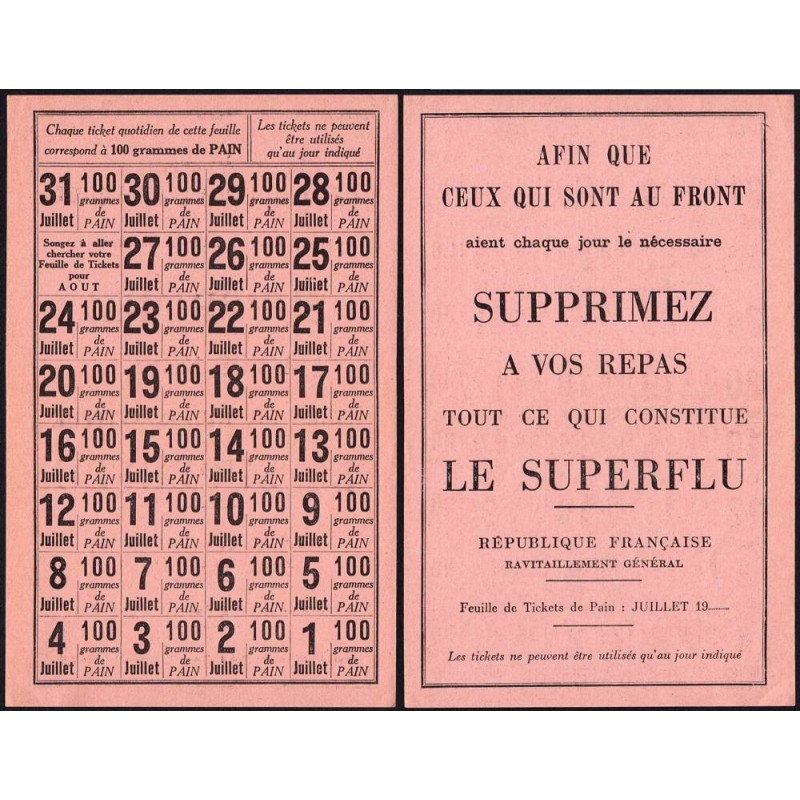 Chaque ticket quotidien de cette feuille
correspond à 100 grammes de PAIN
Les tickets ne peuvent
être utilisés
qu'au jour indiqué
31 Juillet 100 grammes de PAIN
30 Juillet 100 grammes de PAIN
29 Juillet 100 grammes de PAIN
28 Juillet 100 grammes de PAIN
Songez à aller
chercher votre
Feuille de Tickets
pour
AOUT
27 Juillet 100 grammes de PAIN
26 Juillet 100 grammes de PAIN
25 Juillet 100 grammes de PAIN
24 Juillet 100 grammes de PAIN
23 Juillet 100 grammes de PAIN
22 Juillet 100 grammes de PAIN
21 Juillet 100 grammes de PAIN
20 Juillet 100 grammes de PAIN
19 Juillet 100 grammes de PAIN
18 Juillet 100 grammes de PAIN
17 Juillet 100 grammes de PAIN
16 Juillet 100 grammes de PAIN
15 Juillet 100 grammes de PAIN
14 Juillet 100 grammes de PAIN
13 Juillet 100 grammes de PAIN
12 Juillet 100 grammes de PAIN
11 Juillet 100 grammes de PAIN
10 Juillet 100 grammes de PAIN
9 Juillet 100 grammes de PAIN
8 Juillet 100 grammes de PAIN
7 Juillet 100 grammes de PAIN
6 Juillet 100 grammes de PAIN
5 Juillet 100 grammes de PAIN
4 Juillet 100 grammes de PAIN
3 Juillet 100 grammes de PAIN
2 Juillet 100 grammes de PAIN
1 Juillet 100 grammes de PAIN
AFIN QUE
CEUX QUI SONT AU FRONT
aient chaque jour le nécessaire
SUPPRIMEZ
A VOS REPAS
TOUT CE QUI CONSTITUE
LE SUPERFLU
RÉPUBLIQUE FRANÇAISE
RAVITAILLEMENT GÉNÉRAL
Feuille de Tickets de Pain : JUILLET 19
Les tickets ne peuvent être utilisés qu'au jour indiqué